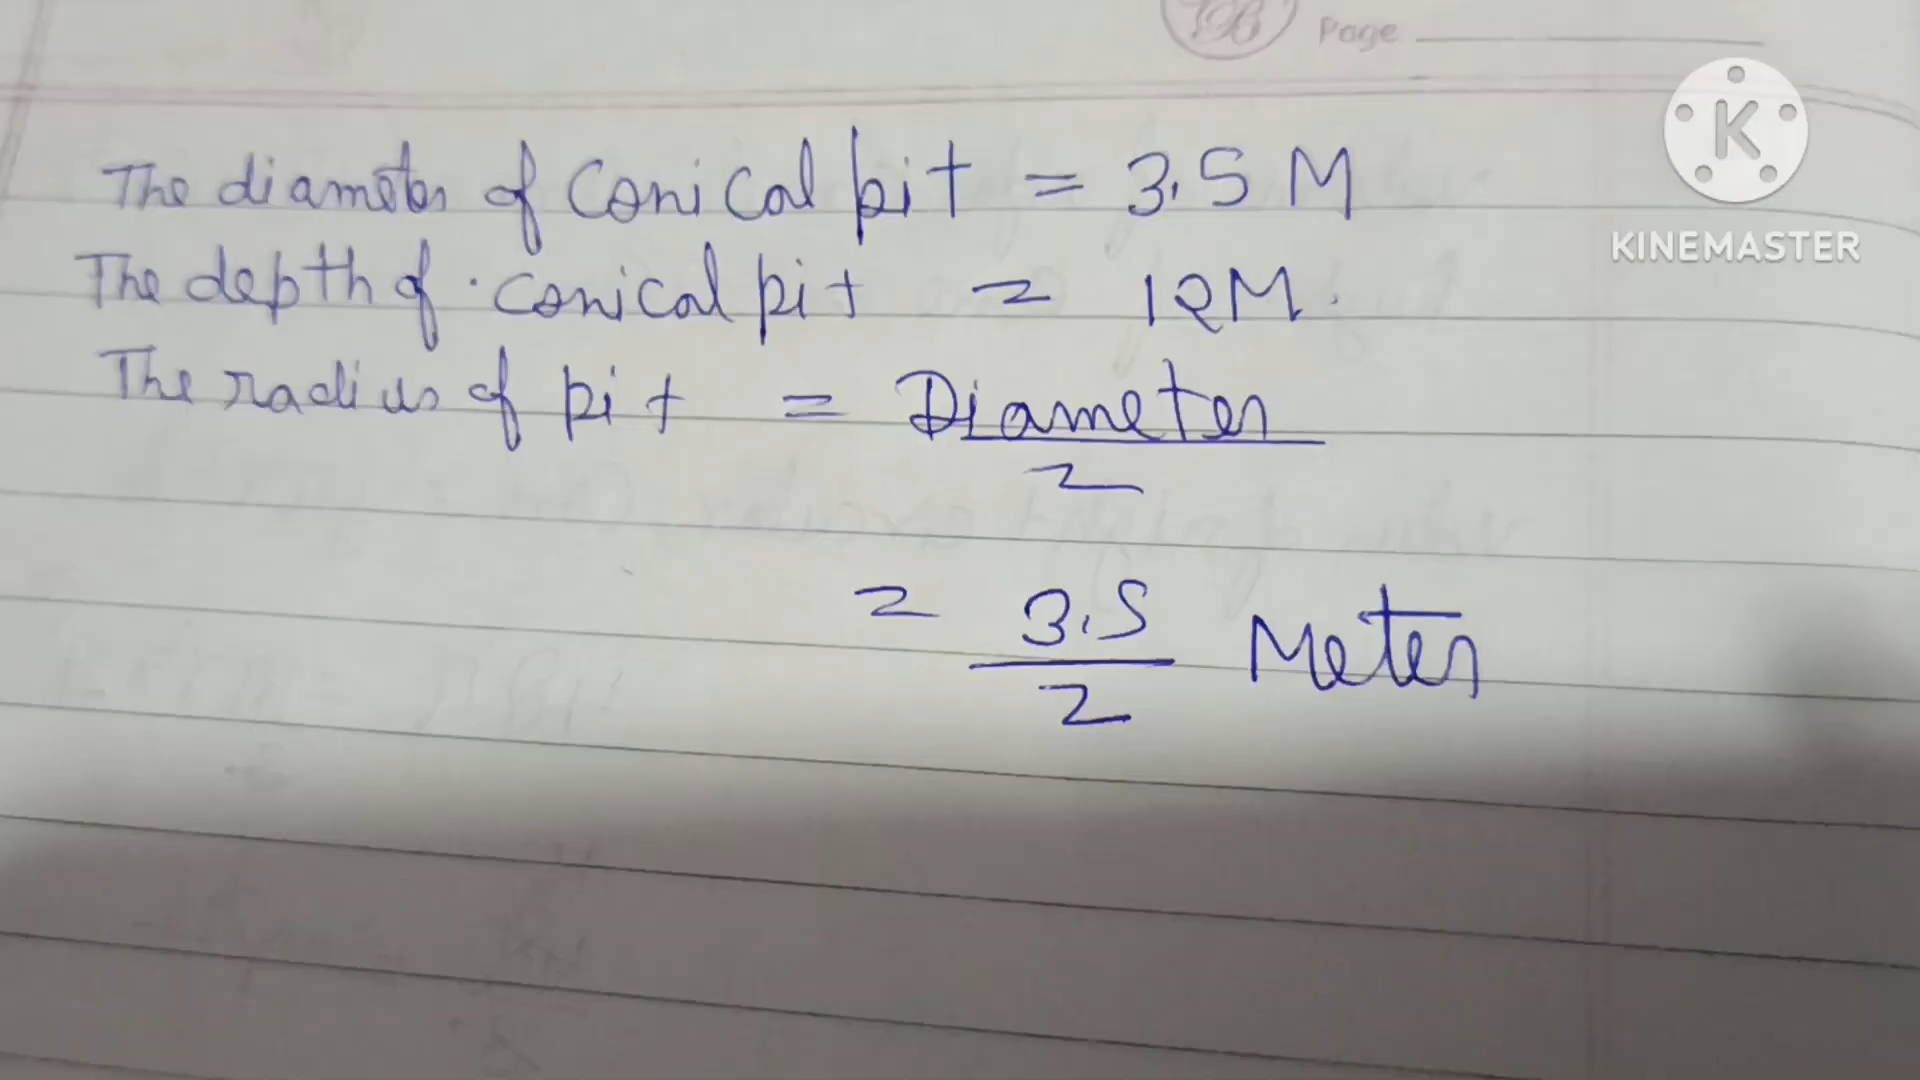 Page
K
KINEMASTER
The diameter of Conical pit = 3.5 M
The depth of conical pit = 12M.
The radius of pit = Diameter
2
= 3.5 Meter
2